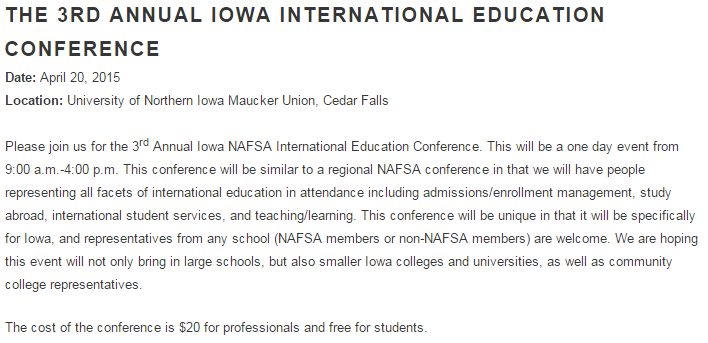 THE 3RD ANNUAL IOWA INTERNATIONAL EDUCATION
CONFERENCE
Date: April 20, 2015
Location: University of Northern Iowa Maucker Union, Cedar Falls
Please join us for the 3rd Annual Iowa NAFSA International Education Conference. This will be a one day event from
9:00 a.m.-4:00 p.m. This conference will be similar to a regional NAFSA conference in that we will have people
representing all facets of international education in attendance including admissions/enrollment management, study
abroad, international student services, and teaching/learning. This conference will be unique in that it will be specifically
for Iowa, and representatives from any school (NAFSA members or non-NAFSA members) are welcome. We are hoping
this event will not only bring in large schools, but also smaller Iowa colleges and universities, as well as community
college representatives.
The cost of the conference is $20 for professionals and free for students.